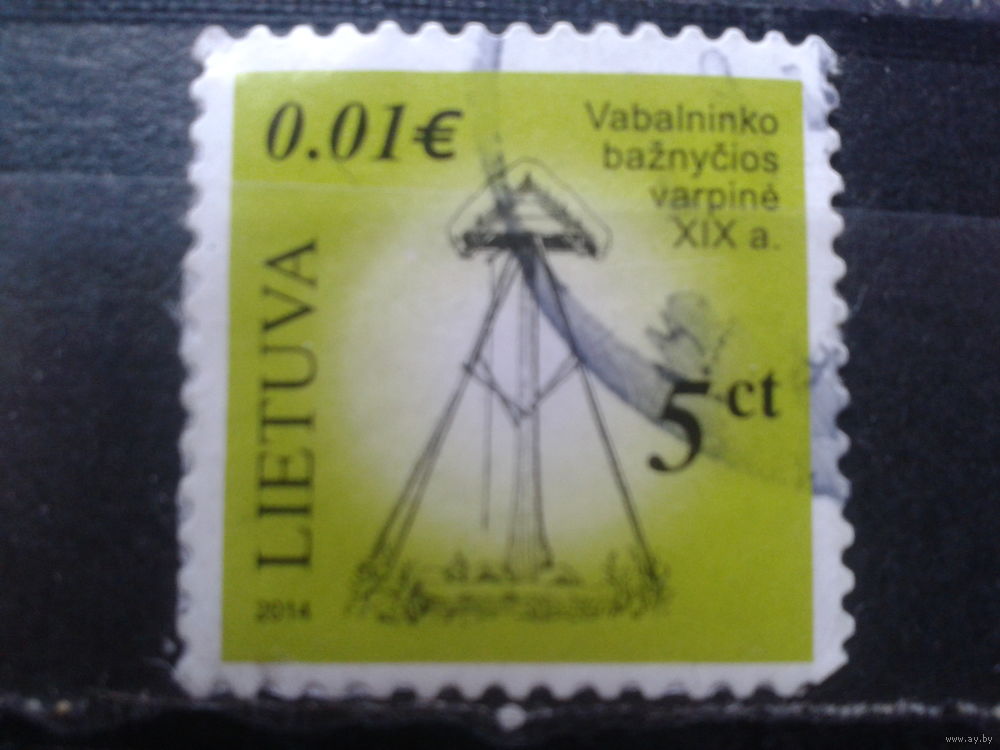 0.01€
Vabalninko
bažnyčios
varpinė
XIX a.
LIETUVA
5 ct
2014
www.ay.by